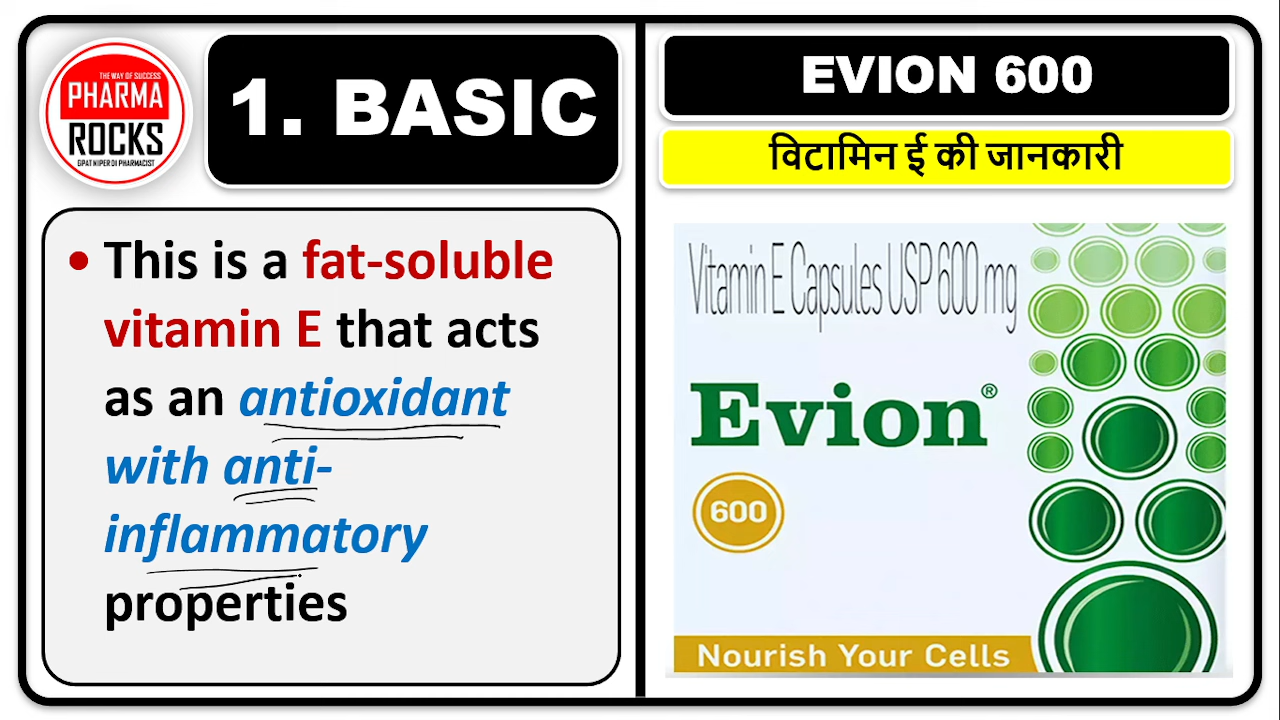 THE WAY OF SUCCESS
PHARMA
ROCKS
GPAT NIPER DI PHARMACIST
1. BASIC
• This is a fat-soluble
vitamin E that acts
as an antioxidant
with anti-
inflammatory
properties
EVION 600
विटामिन ई की जानकारी
Vitamin E Capsules USP 600 mg
Evion®
600
Nourish Your Cells